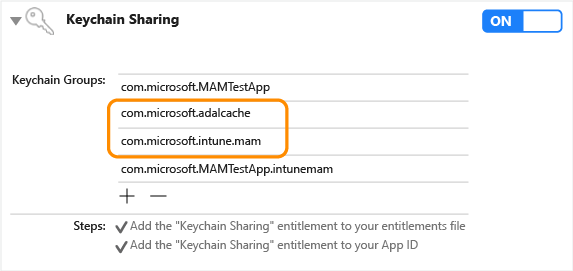 Keychain Sharing
ON
Keychain Groups:
com.microsoft.MAMTestApp
com.microsoft.adalcache
com.microsoft.intune.mam
com.microsoft.MAMTestApp.intunemam
Steps: Add the "Keychain Sharing" entitlement to your entitlements file
Add the "Keychain Sharing" entitlement to your App ID